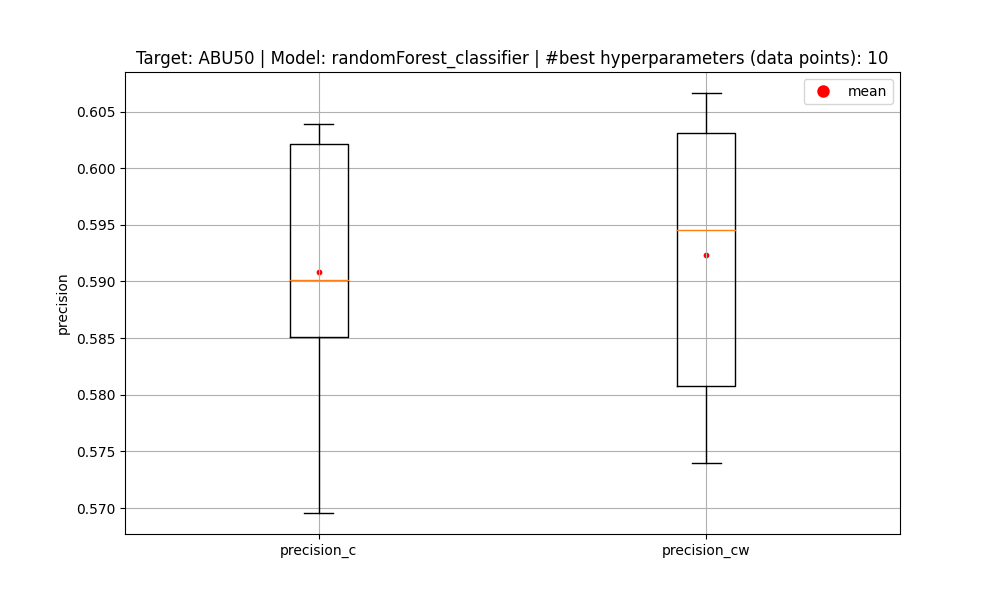 Target: ABU50 | Model: randomForest_classifier | #best hyperparameters (data points): 10
mean
0.605
0.600
0.595
0.590
0.585
0.580
0.575
0.570
precision
precision_c
precision_cw